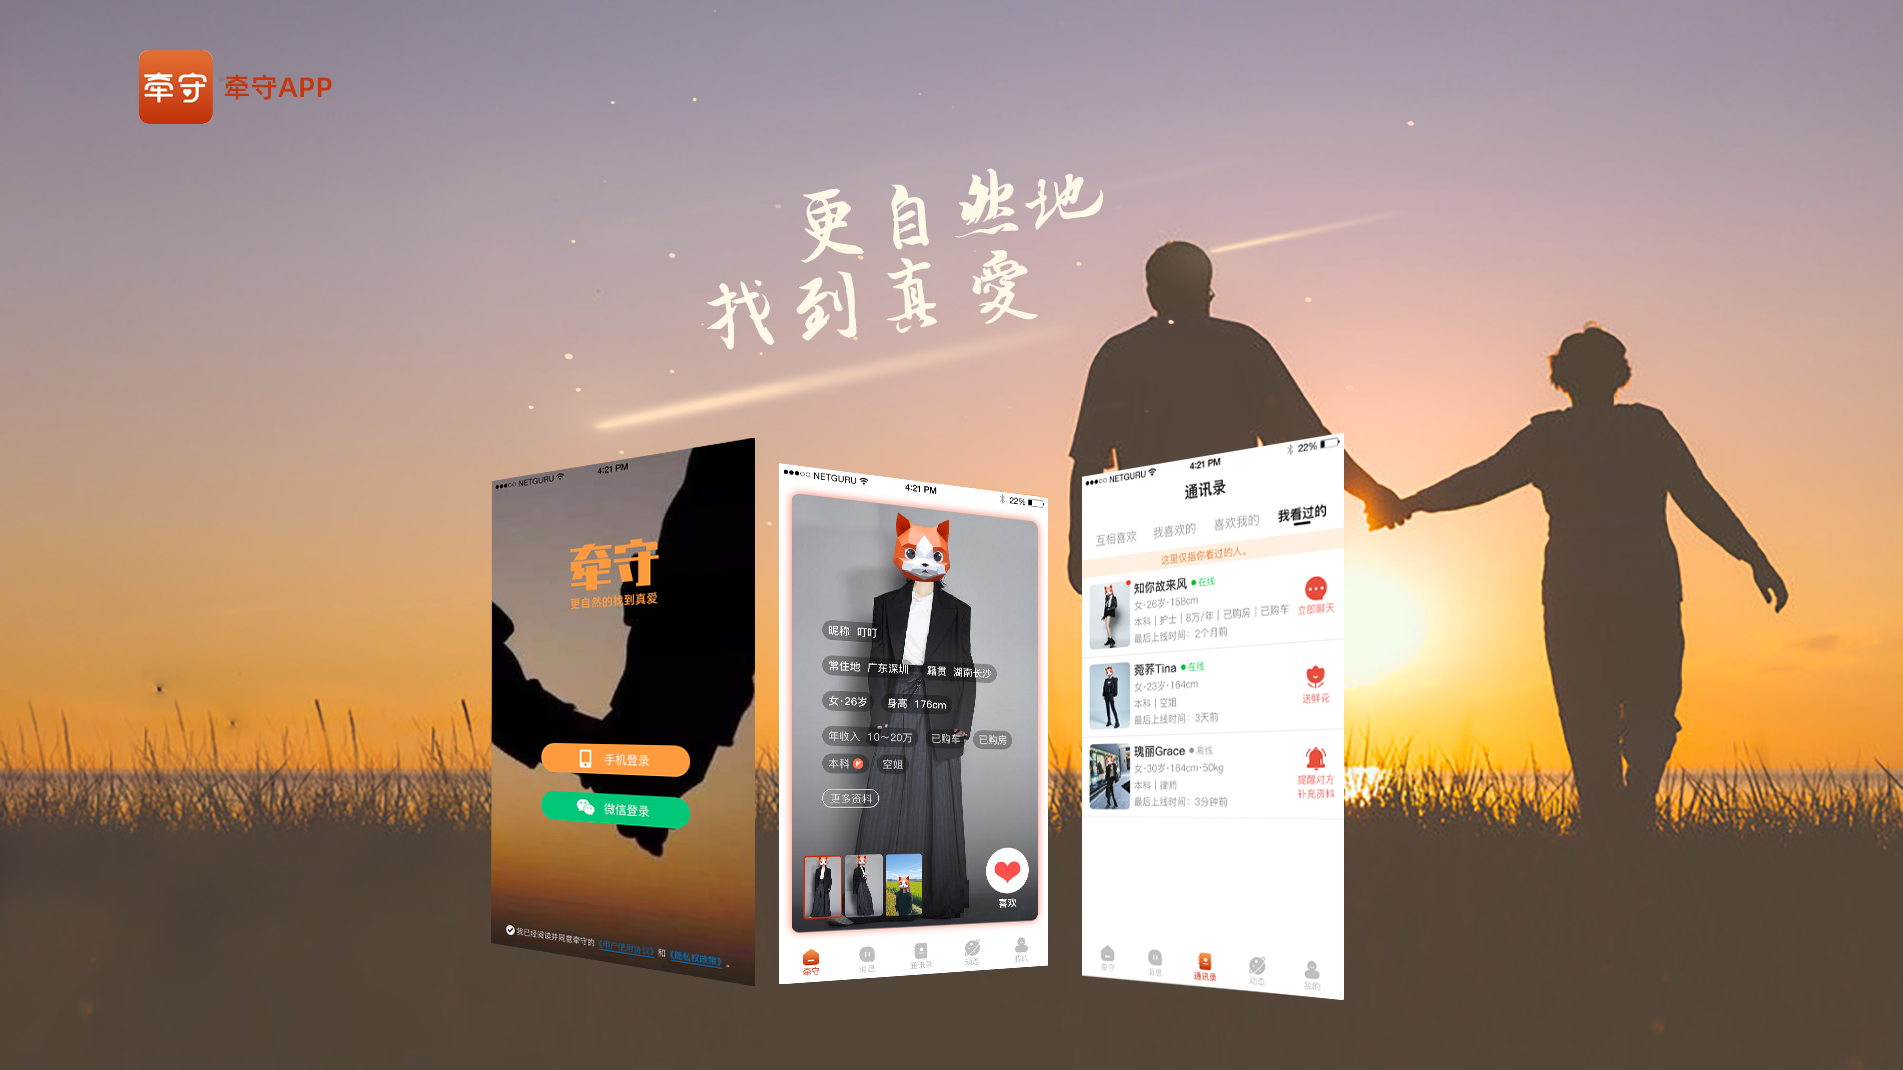 牵守
牵守APP
更自然地
找到真愛
NETGURU
4:21 PM
牵守
更自然的找到真爱
手机登录
微信登录
我已经阅读并同意牵守的《用户使用协议》和《隐私权政策》。
NETGURU
4:21 PM
22%
昵称 叮叮
常住地 广东深圳
籍贯 湖南长沙
女·26岁
身高 176cm
年收入 10～20万
已购车
已购房
本科
空姐
更多资料
喜欢
牵守
消息
通讯录
动态
我的
NETGURU
4:21 PM
22%
通讯录
互相喜欢
我喜欢的
喜欢我的
我看过的
这里仅指你看过的人。
知你故来风
在线
女·26岁·158cm
本科 | 护士 | 8万/年 | 已购房 | 已购车
最后上线时间：2个月前
立即聊天
菀荞Tina
在线
女·23岁·164cm
本科 | 空姐
最后上线时间：3天前
送鲜花
瑰丽Grace
离线
女·30岁·164cm·50kg
本科 | 律师
最后上线时间：3分钟前
提醒对方
补充资料
牵守
消息
通讯录
动态
我的